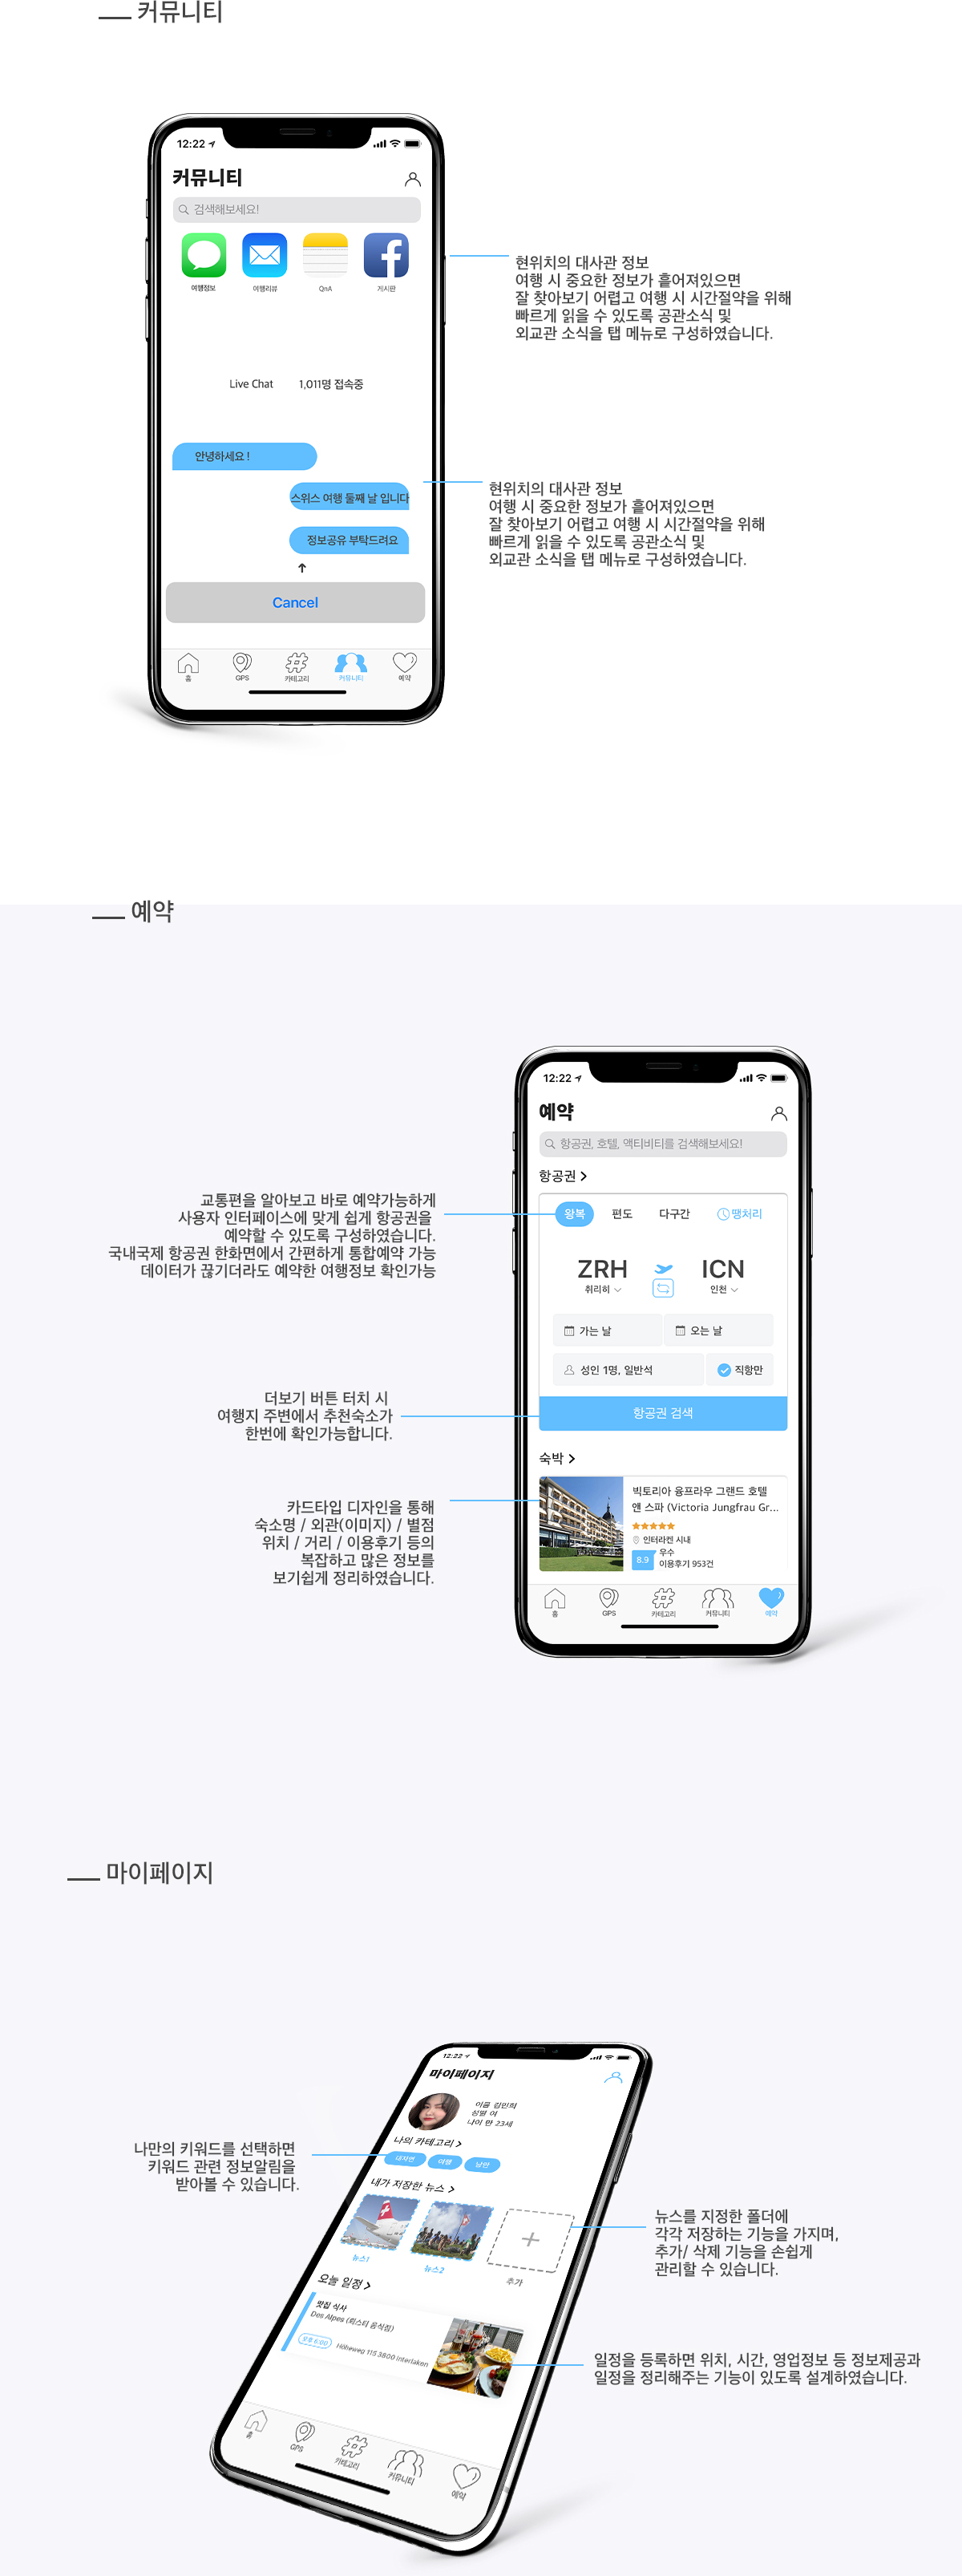 커뮤니티
12:22
커뮤니티
검색해보세요!
여행정보 여행리뷰 QnA 게시판
현위치의 대사관 정보
여행 시 중요한 정보가 흩어져있으면
잘 찾아보기 어렵고 여행 시 시간절약을 위해
빠르게 읽을 수 있도록 공관소식 및
외교관 소식을 탭 메뉴로 구성하였습니다.
Live Chat 1,011명 접속중
안녕하세요 !
스위스 여행 둘째 날 입니다
정보공유 부탁드려요
현위치의 대사관 정보
여행 시 중요한 정보가 흩어져있으면
잘 찾아보기 어렵고 여행 시 시간절약을 위해
빠르게 읽을 수 있도록 공관소식 및
외교관 소식을 탭 메뉴로 구성하였습니다.
Cancel
홈 GPS 카테고리 커뮤니티 예약
예약
12:22
예약
항공권, 호텔, 액티비티를 검색해보세요!
항공권
왕복 편도 다구간 땡처리
ZRH ICN
취리히 인천
가는 날 오는 날
성인 1명, 일반석 직항만
항공권 검색
교통편을 알아보고 바로 예약가능하게
사용자 인터페이스에 맞게 쉽게 항공권을
예약할 수 있도록 구성하였습니다.
국내국제 항공권 한화면에서 간편하게 통합예약 가능
데이터가 끊기더라도 예약한 여행정보 확인가능
더보기 버튼 터치 시
여행지 주변에서 추천숙소가
한번에 확인가능합니다.
숙박
빅토리아 융프라우 그랜드 호텔
앤 스파 (Victoria Jungfrau Gr...
인터라켄 시내
8.9 우수
이용후기 953건
카드타입 디자인을 통해
숙소명 / 외관(이미지) / 별점
위치 / 거리 / 이용후기 등의
복잡하고 많은 정보를
보기쉽게 정리하였습니다.
홈 GPS 카테고리 커뮤니티 예약
마이페이지
12:22
마이페이지
이름 김민희
성별 여
나이 만 23세
나의 카테고리
대사관 여행 낭만
나만의 키워드를 선택하면
키워드 관련 정보알림을
받아볼 수 있습니다.
내가 저장한 뉴스
뉴스1 뉴스2 추가
뉴스를 지정한 폴더에
각각 저장하는 기능을 가지며,
추가/ 삭제 기능을 손쉽게
관리할 수 있습니다.
오늘 일정
맛집 식사
Des Alpes (퓌스티 음식점)
오후 6:00 Höheweg 115 3800 Interlaken
일정을 등록하면 위치, 시간, 영업정보 등 정보제공과
일정을 정리해주는 기능이 있도록 설계하였습니다.
홈 GPS 카테고리 커뮤니티 예약